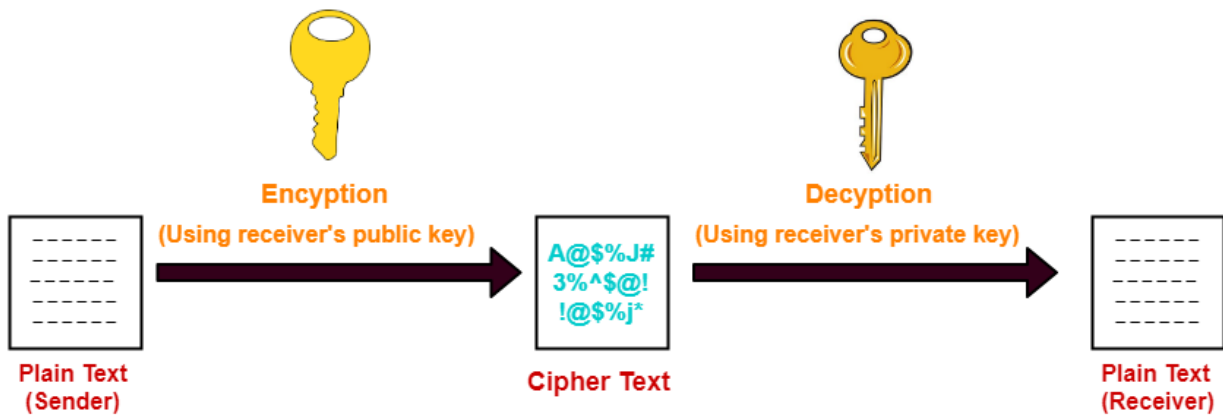 Encyption
(Using receiver's public key)
Decyption
(Using receiver's private key)
A@$%J#
3%^$@!
!@$%j*
Plain Text
(Sender)
Cipher Text
Plain Text
(Receiver)